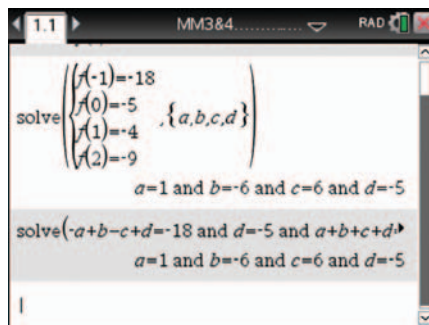 1.1 MM3&4............. RAD
f(-1)=-18
f(0)=-5
solve ,{a,b,c,d}
f(1)=-4
f(2)=-9
a=1 and b=-6 and c=6 and d=-5
solve(-a+b-c+d=-18 and d=-5 and a+b+c+d
a=1 and b=-6 and c=6 and d=-5